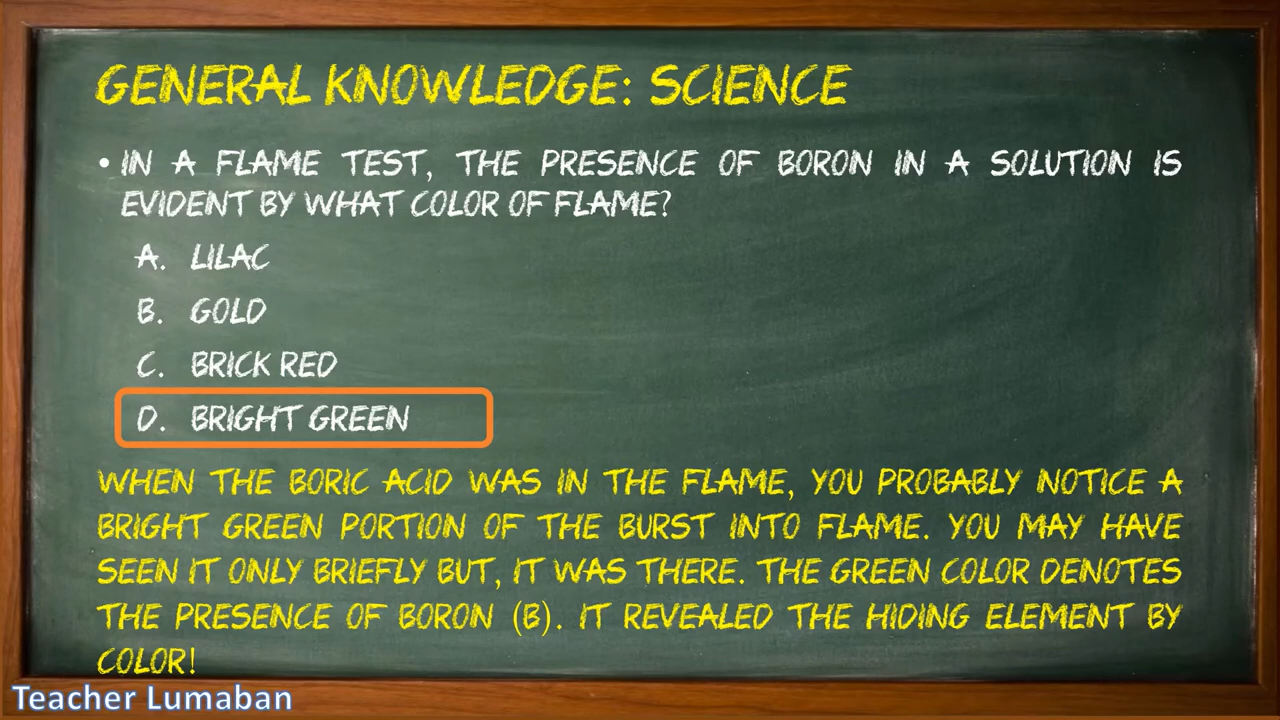 GENERAL KNOWLEDGE: SCIENCE
• IN A FLAME TEST, THE PRESENCE OF BORON IN A SOLUTION IS
EVIDENT BY WHAT COLOR OF FLAME?
A. LILAC
B. GOLD
C. BRICK RED
D. BRIGHT GREEN
WHEN THE BORIC ACID WAS IN THE FLAME, YOU PROBABLY NOTICE A
BRIGHT GREEN PORTION OF THE BURST INTO FLAME. YOU MAY HAVE
SEEN IT ONLY BRIEFLY BUT, IT WAS THERE. THE GREEN COLOR DENOTES
THE PRESENCE OF BORON (B). IT REVEALED THE HIDING ELEMENT BY
COLOR!
Teacher Lumaban